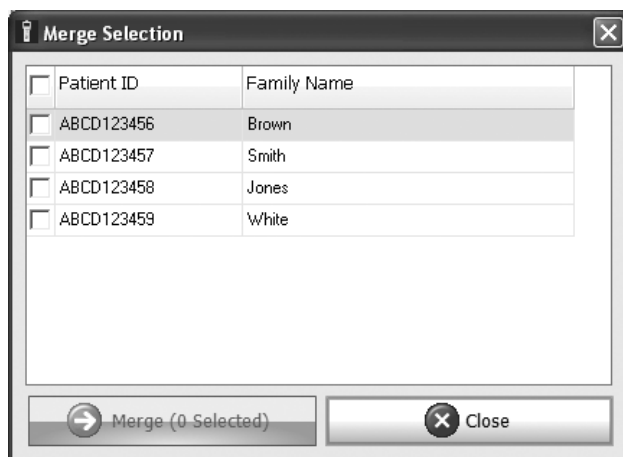 Merge Selection
Patient ID Family Name
ABCD123456 Brown
ABCD123457 Smith
ABCD123458 Jones
ABCD123459 White
Merge (0 Selected) Close